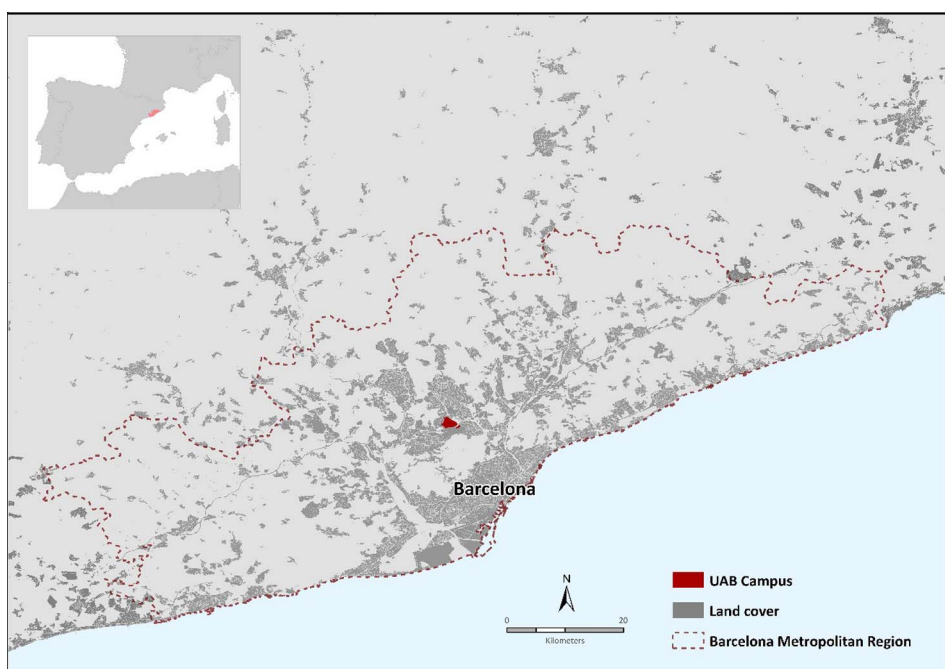 Barcelona
N
0
20
Kilometers
UAB Campus
Land cover
Barcelona Metropolitan Region